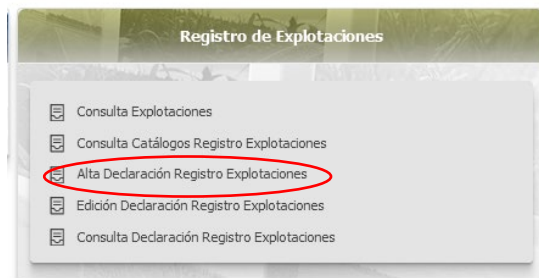 Registro de Explotaciones
Consulta Explotaciones
Consulta Catálogos Registro Explotaciones
Alta Declaración Registro Explotaciones
Edición Declaración Registro Explotaciones
Consulta Declaración Registro Explotaciones